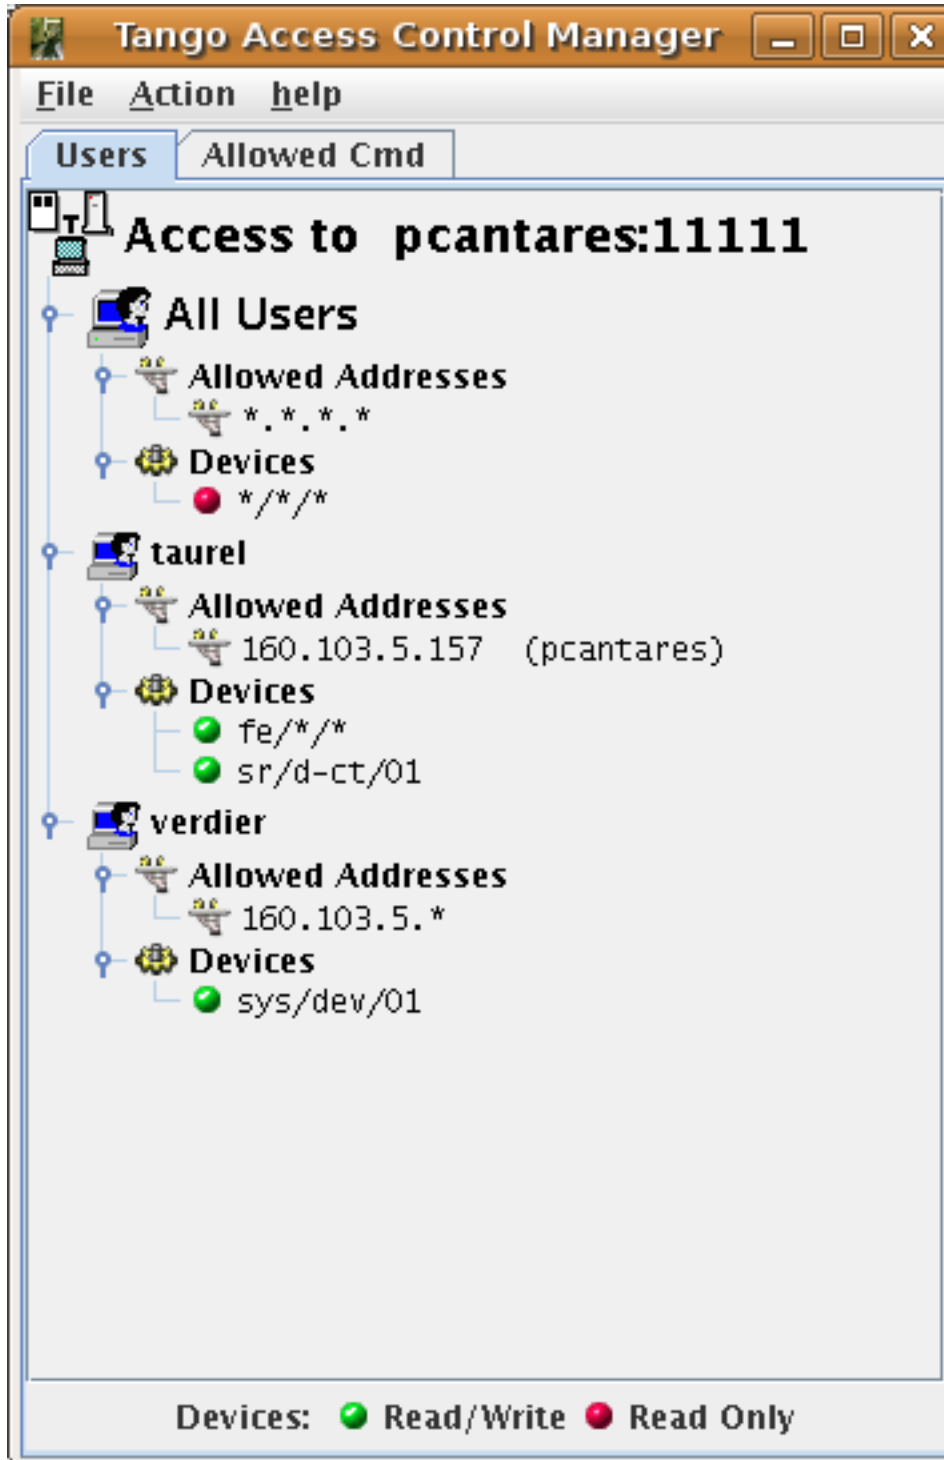 Tango Access Control Manager
File Action help
Users Allowed Cmd
Access to pcantares:11111
All Users
Allowed Addresses
*.*.*.*
Devices
*/*/*
taurel
Allowed Addresses
160.103.5.157 (pcantares)
Devices
fe/*/*
sr/d-ct/01
verdier
Allowed Addresses
160.103.5.*
Devices
sys/dev/01
Devices: Read/Write Read Only